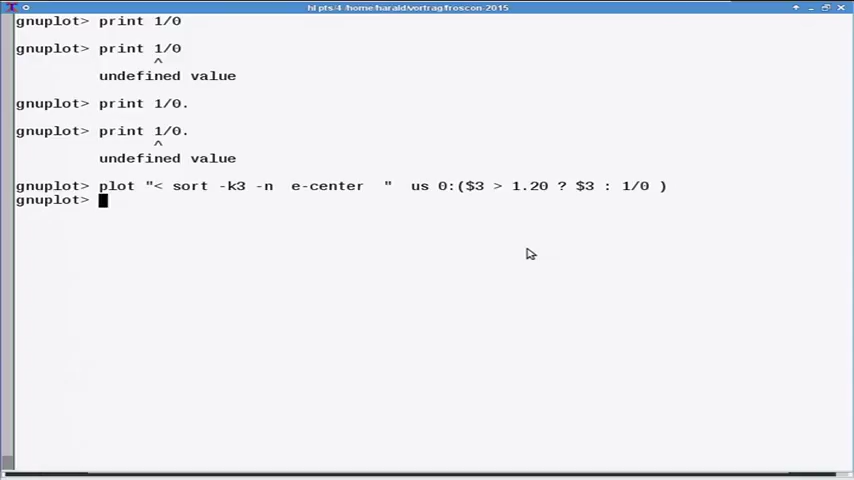 hl pts/4 /home/harald/vortrag/froscon-2015
gnuplot> print 1/0
gnuplot> print 1/0
^
undefined value
gnuplot> print 1/0.
gnuplot> print 1/0.
^
undefined value
gnuplot> plot "< sort -k3 -n  e-center  "  us 0:($3 > 1.20 ? $3 : 1/0 )
gnuplot>